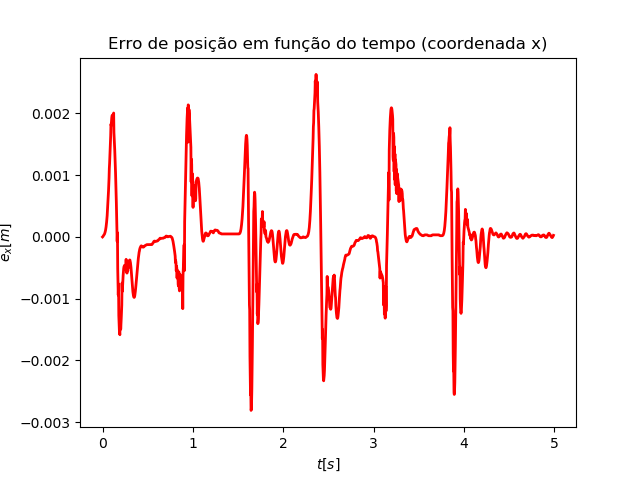 Erro de posição em função do tempo (coordenada x)
0.002
0.001
0.000
−0.001
−0.002
−0.003
e_x[m]
0 1 2 3 4 5
t[s]